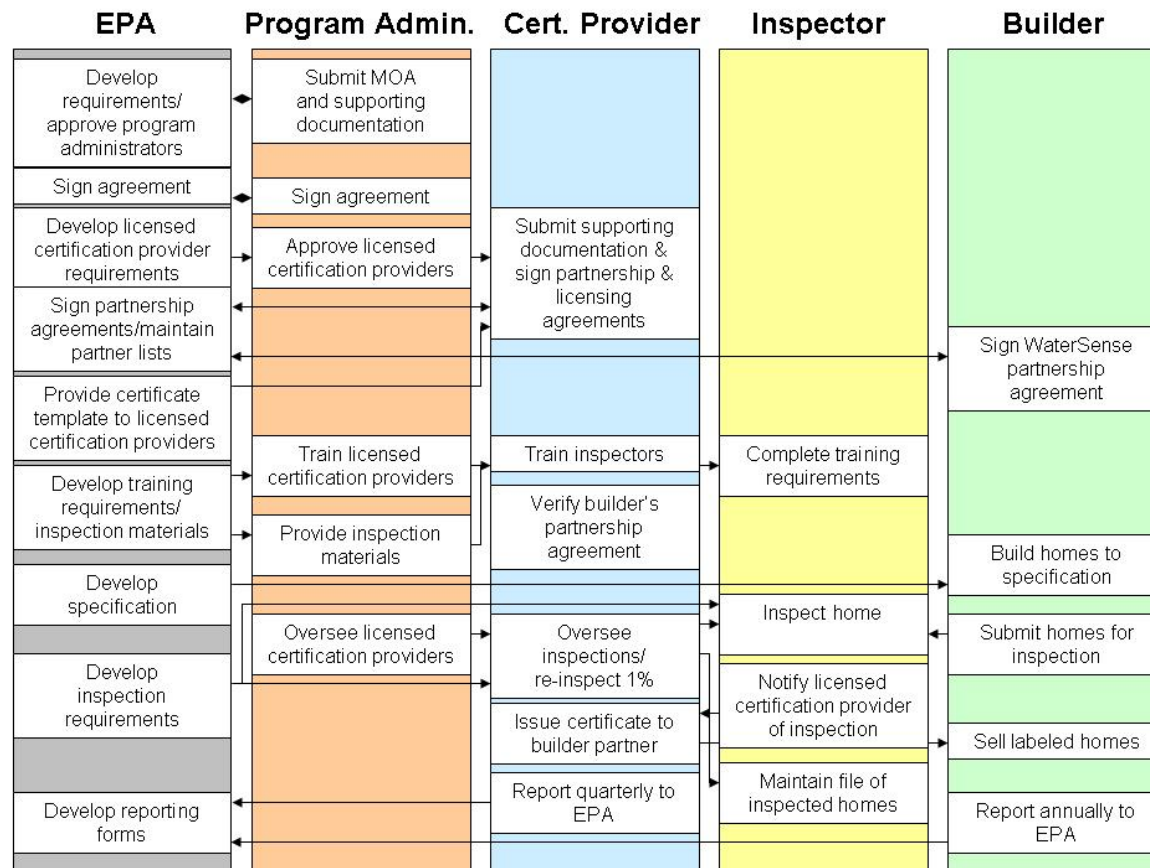 EPA
Program Admin.
Cert. Provider
Inspector
Builder
Develop
requirements/
approve program
administrators
Sign agreement
Develop licensed
certification provider
requirements
Sign partnership
agreements/maintain
partner lists
Provide certificate
template to licensed
certification providers
Develop training
requirements/
inspection materials
Develop
specification
Develop
inspection
requirements
Develop reporting
forms
Submit MOA
and supporting
documentation
Sign agreement
Approve licensed
certification providers
Train licensed
certification providers
Provide inspection
materials
Oversee licensed
certification providers
Submit supporting
documentation &
sign partnership &
licensing
agreements
Train inspectors
Verify builder's
partnership
agreement
Oversee
inspections/
re-inspect 1%
Issue certificate to
builder partner
Report quarterly to
EPA
Complete training
requirements
Inspect home
Notify licensed
certification provider
of inspection
Maintain file of
inspected homes
Sign WaterSense
partnership
agreement
Build homes to
specification
Submit homes for
inspection
Sell labeled homes
Report annually to
EPA